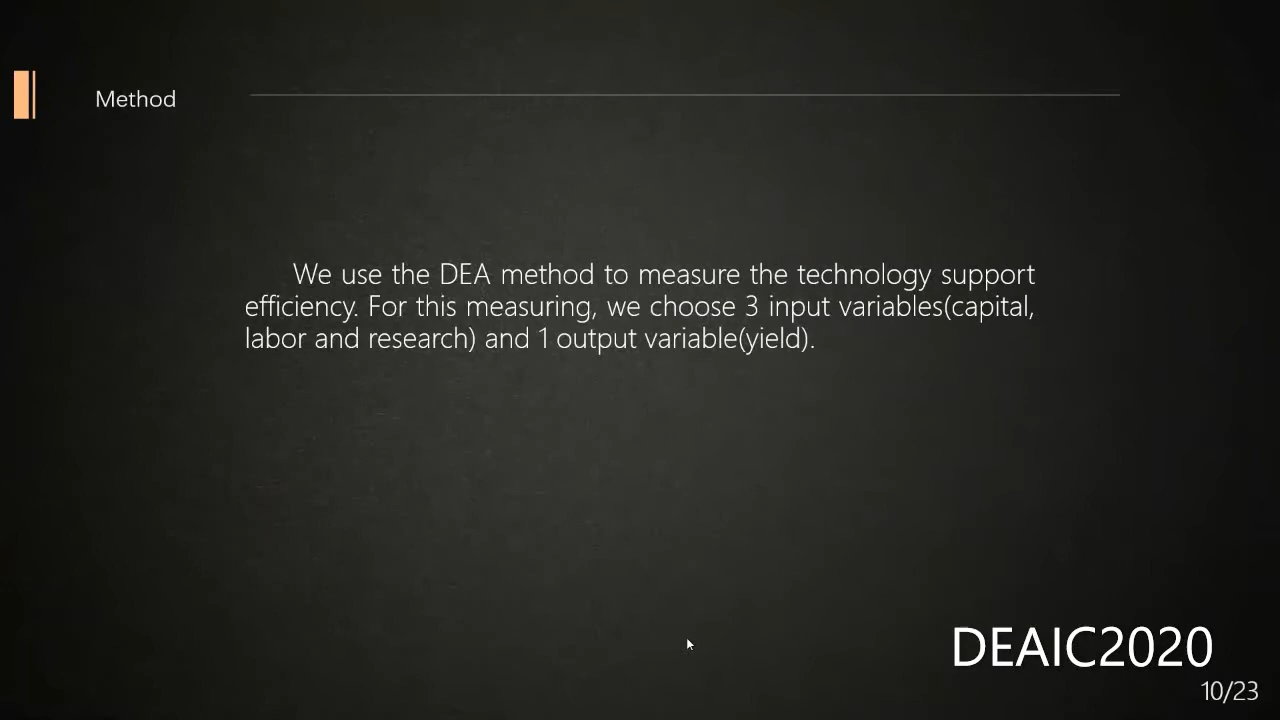 Method
We use the DEA method to measure the technology support
efficiency. For this measuring, we choose 3 input variables(capital,
labor and research) and 1 output variable(yield).
DEAIC2020
10/23